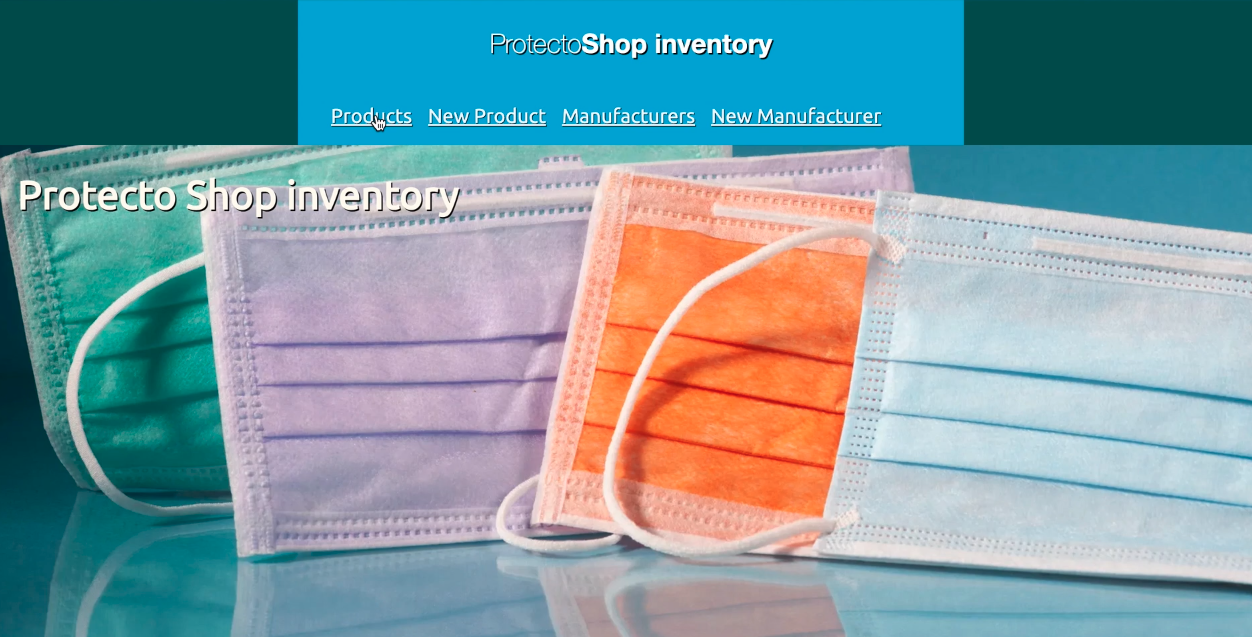 ProtectoShop inventory
Products New Product Manufacturers New Manufacturer
Protecto Shop inventory